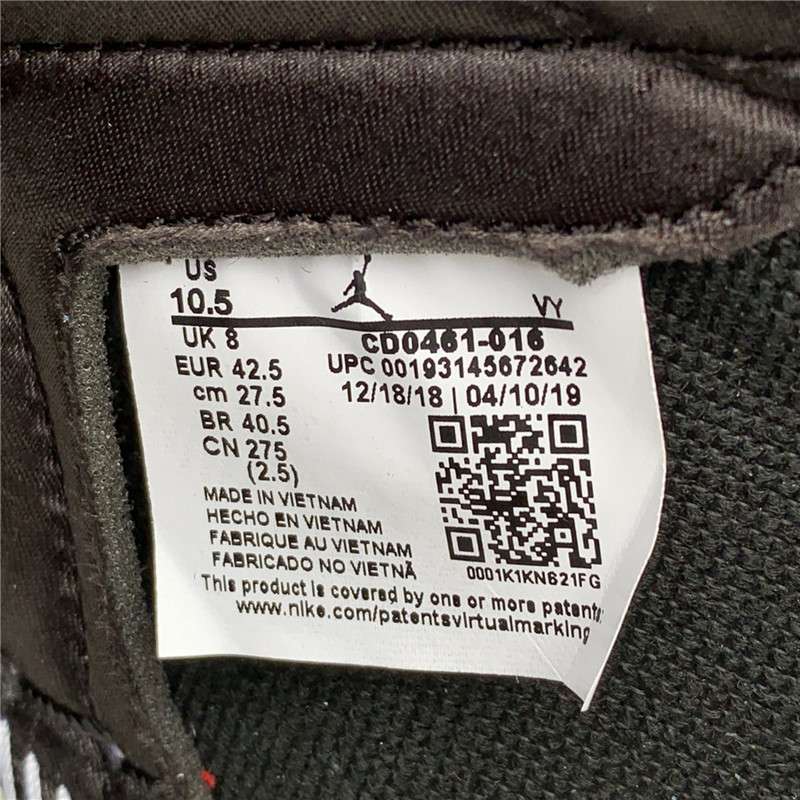 US
10.5 VY
UK 8 CD0461-016
EUR 42.5 UPC 00193145672642
cm 27.5 12/18/18 | 04/10/19
BR 40.5
CN 275
(2.5)
MADE IN VIETNAM
HECHO EN VIETNAM
FABRIQUE AU VIETNAM
FABRICADO NO VIETNÃ
0001K1KN621FG
This product is covered by one or more patents
www.nike.com/patentsvirtualmarking